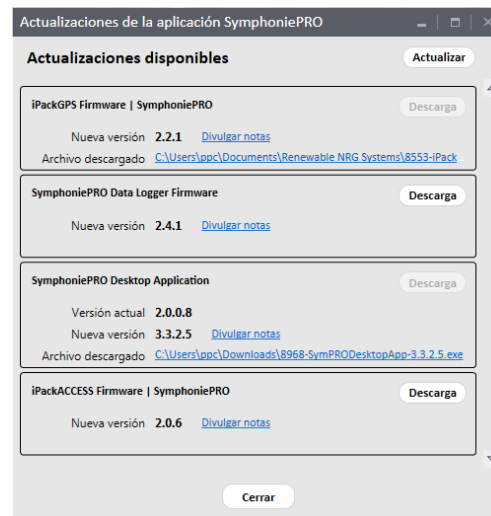 Actualizaciones de la aplicación SymphoniePRO
Actualizaciones disponibles
Actualizar
iPackGPS Firmware | SymphoniePRO
Descarga
Nueva versión 2.2.1 Divulgar notas
Archivo descargado C:\Users\ppc\Documents\Renewable NRG Systems\8553-iPack
SymphoniePRO Data Logger Firmware
Descarga
Nueva versión 2.4.1 Divulgar notas
SymphoniePRO Desktop Application
Descarga
Versión actual 2.0.0.8
Nueva versión 3.3.2.5 Divulgar notas
Archivo descargado C:\Users\ppc\Downloads\8968-SymPRODesktopApp-3.3.2.5.exe
iPackACCESS Firmware | SymphoniePRO
Descarga
Nueva versión 2.0.6 Divulgar notas
Cerrar